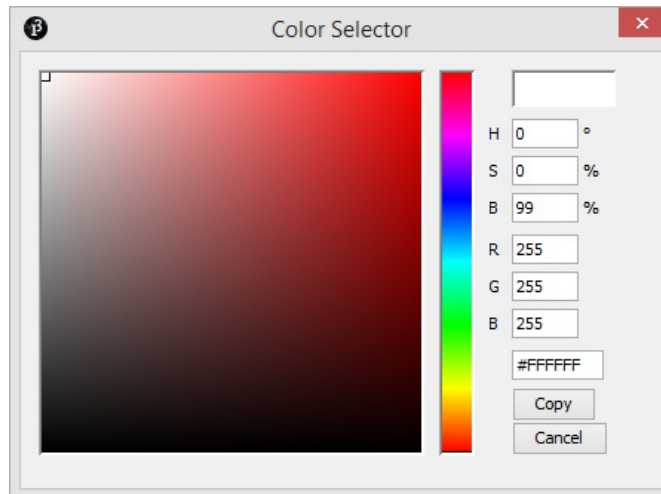 Color Selector
H 0 °
S 0 %
B 99 %
R 255
G 255
B 255
#FFFFFF
Copy
Cancel